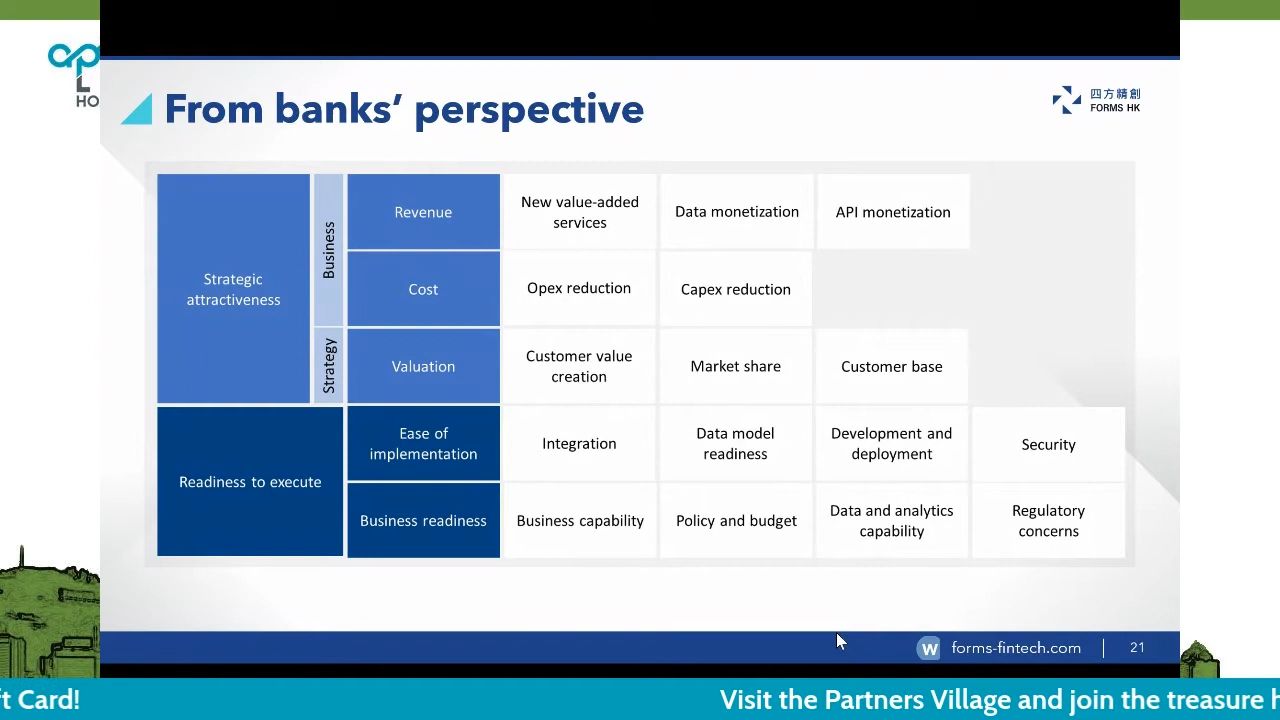 From banks' perspective
四方精創
FORMS HK
Strategic
attractiveness
Business
Revenue
New value-added
services
Data monetization
API monetization
Cost
Opex reduction
Capex reduction
Strategy
Valuation
Customer value
creation
Market share
Customer base
Readiness to execute
Ease of
implementation
Integration
Data model
readiness
Development and
deployment
Security
Business readiness
Business capability
Policy and budget
Data and analytics
capability
Regulatory
concerns
W forms-fintech.com 21
ft Card!
Visit the Partners Village and join the treasure